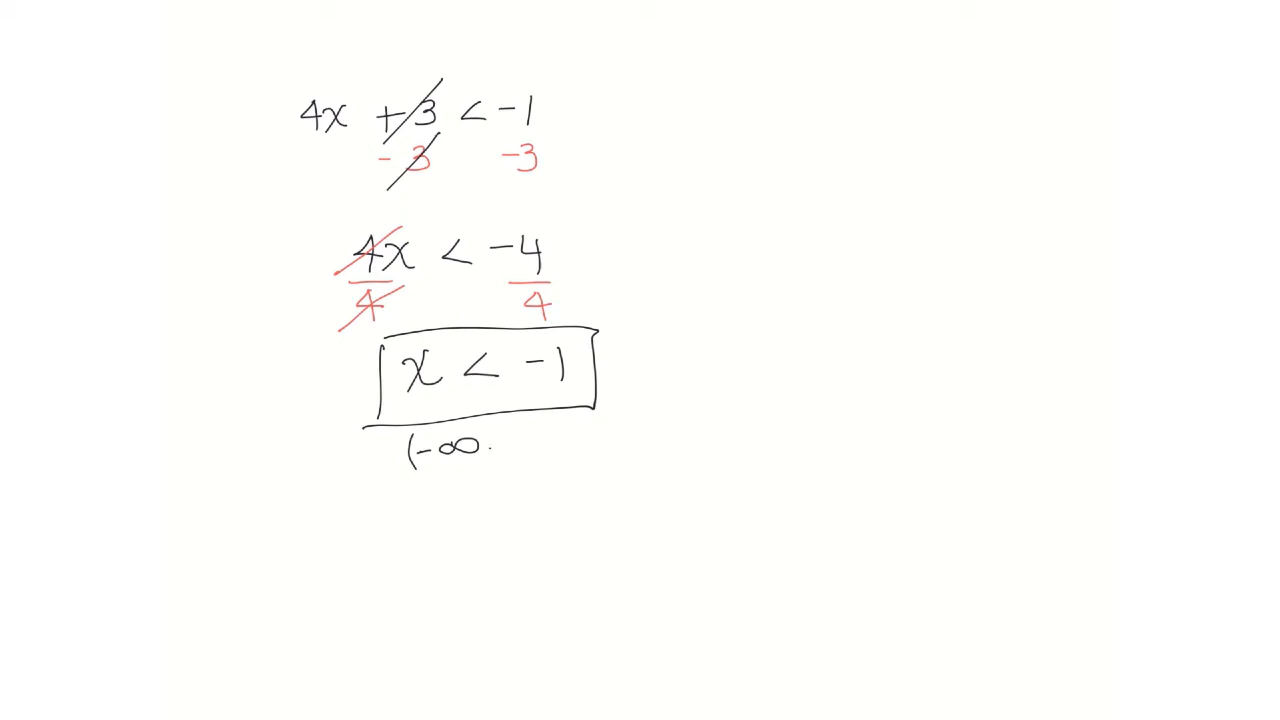 4x + 3 < -1
- 3 -3
4x < -4
4 4
x < -1
(-∞.